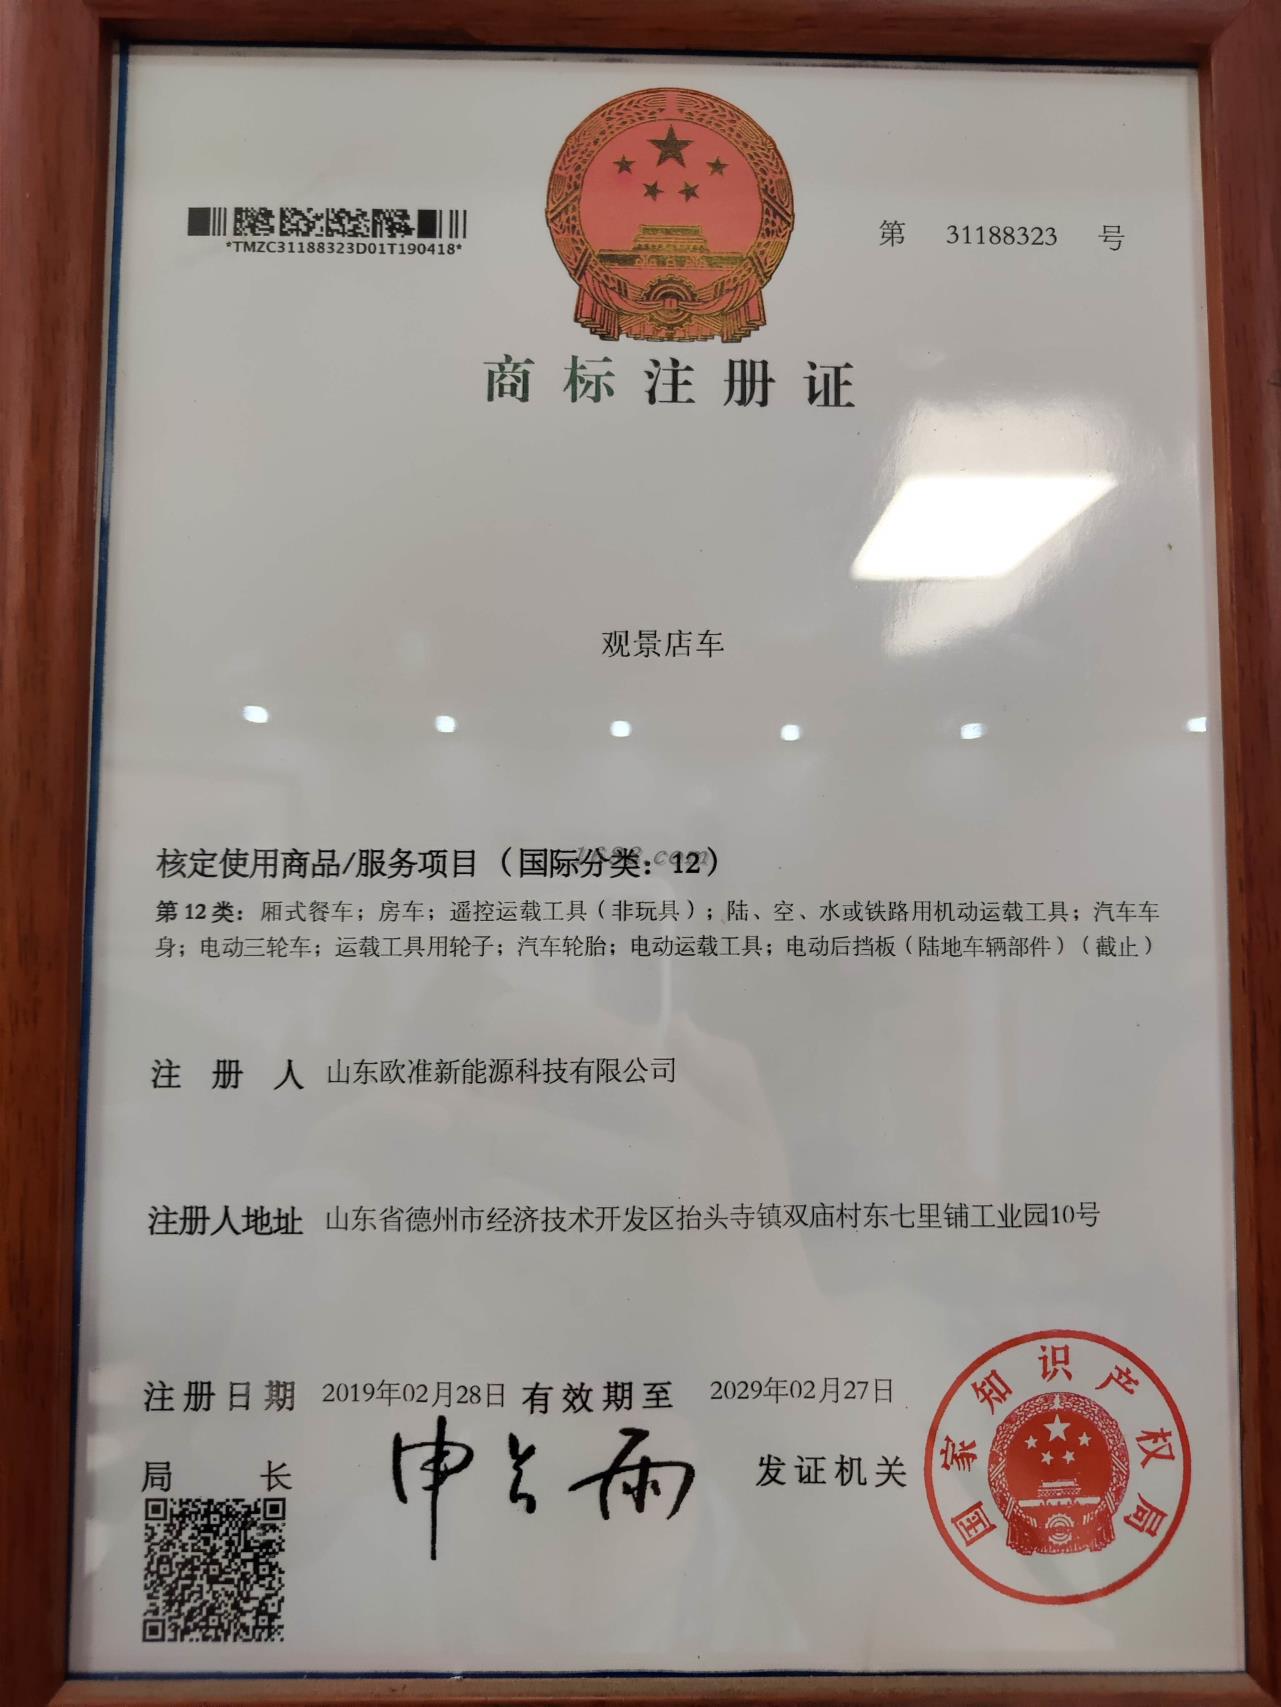 *TMZC31188323D01T190418*
第 31188323 号
商标注册证
观景店车
核定使用商品/服务项目（国际分类：12）
1688.com
第12类：厢式餐车；房车；遥控运载工具（非玩具）；陆、空、水或铁路用机动运载工具；汽车车
身；电动三轮车；运载工具用轮子；汽车轮胎；电动运载工具；电动后挡板（陆地车辆部件）（截止）
注册人 山东欧准新能源科技有限公司
注册人地址 山东省德州市经济技术开发区抬头寺镇双庙村东七里铺工业园10号
注册日期 2019年02月28日 有效期至 2029年02月27日
局长 申长雨 发证机关
国家知识产权局